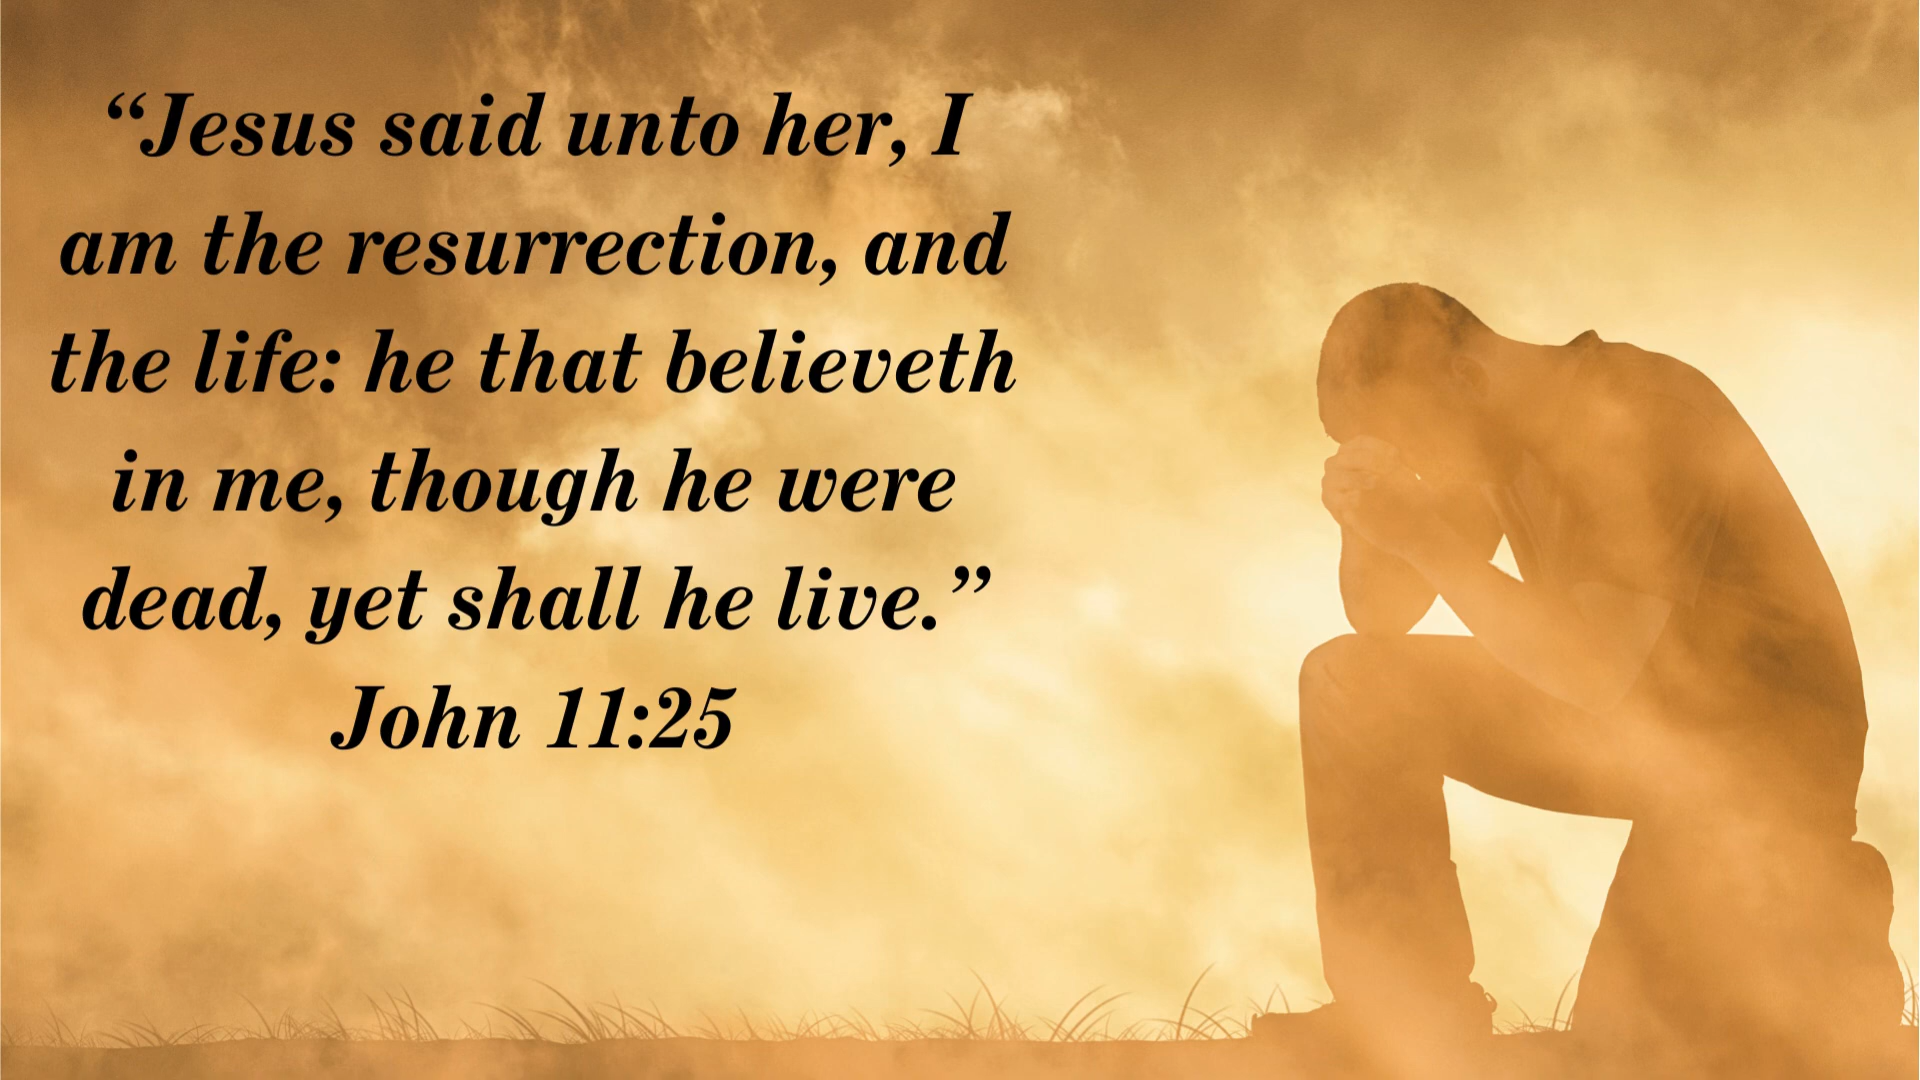 “Jesus said unto her, I
am the resurrection, and
the life: he that believeth
in me, though he were
dead, yet shall he live.”
John 11:25